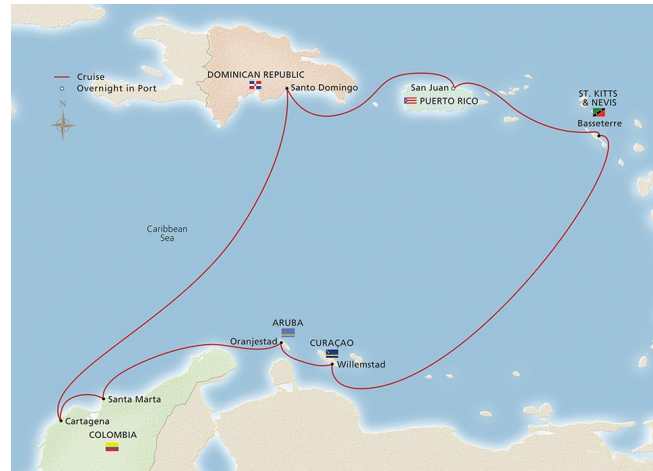 Cruise
Overnight in Port
N
DOMINICAN REPUBLIC
Santo Domingo
San Juan
PUERTO RICO
ST. KITTS
& NEVIS
Basseterre
Caribbean
Sea
ARUBA
Oranjestad
CURAÇAO
Willemstad
Santa Marta
Cartagena
COLOMBIA